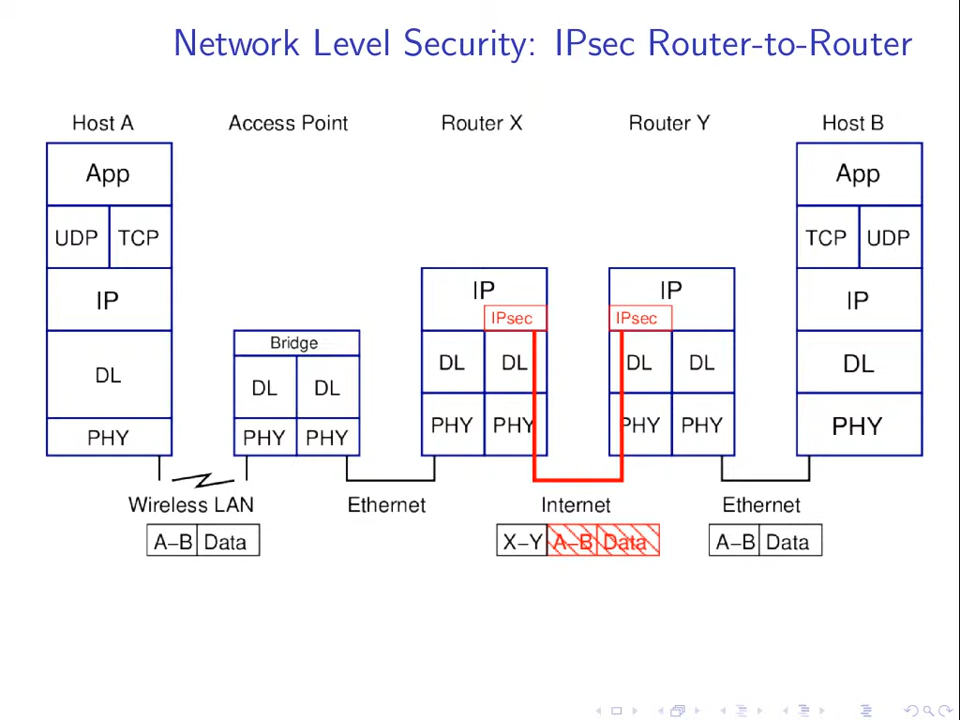 Network Level Security: IPsec Router-to-Router
Host A Access Point Router X Router Y Host B
App App
UDP TCP TCP UDP
IP IP IP IP
IPsec IPsec
Bridge
DL DL DL DL DL DL DL DL
PHY PHY PHY PHY PHY PHY PHY PHY
Wireless LAN Ethernet Internet Ethernet
A–B Data X–Y A–B Data A–B Data